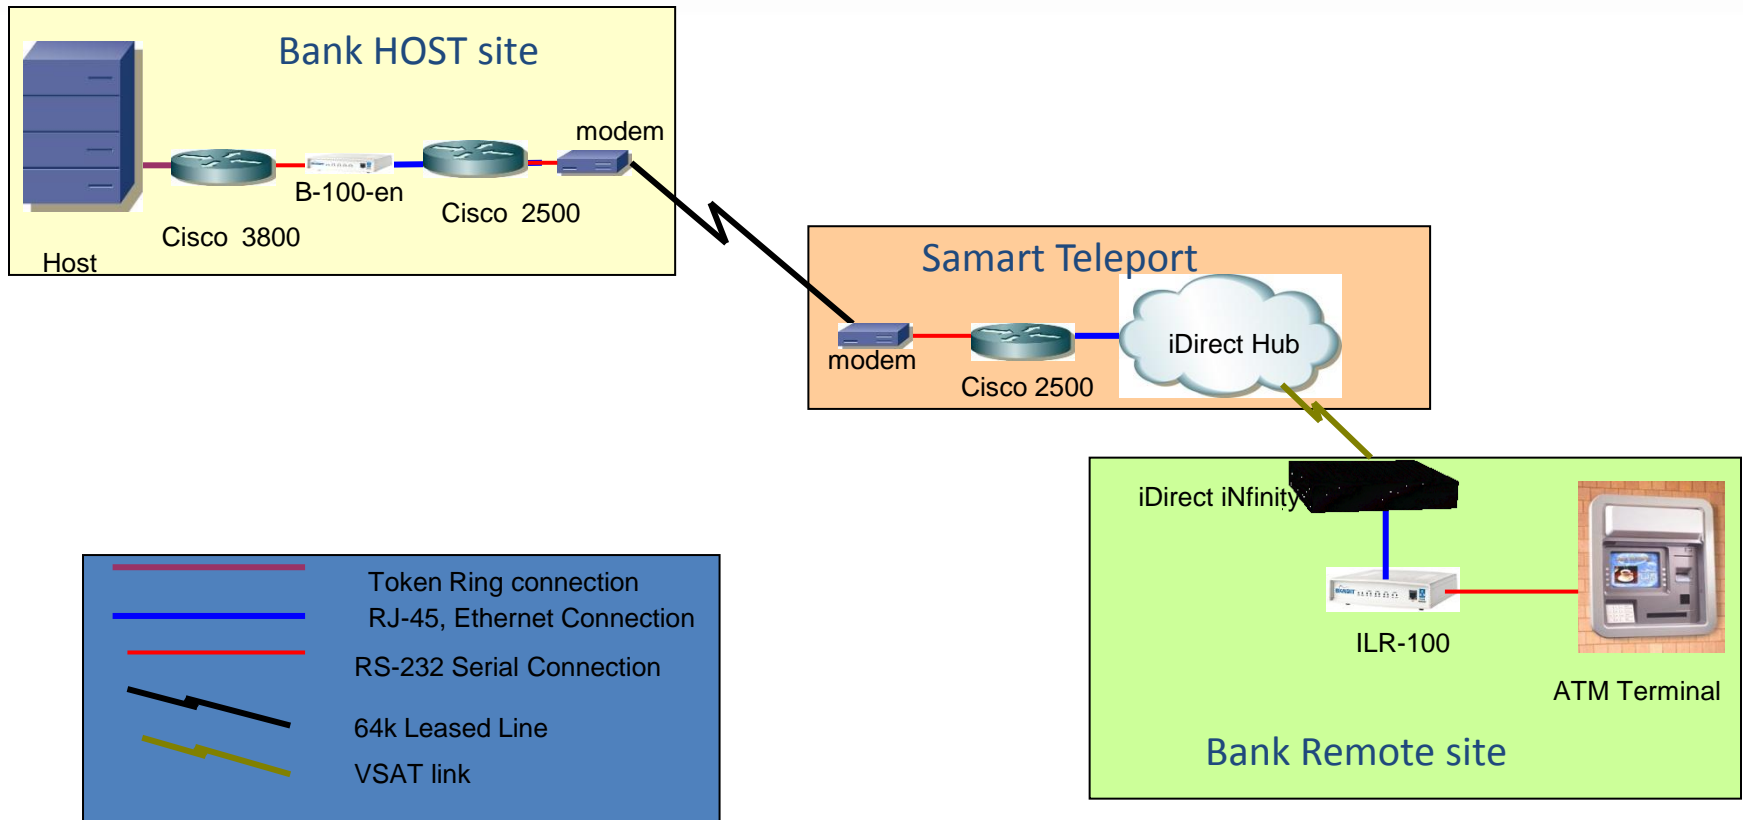 Bank HOST site
modem
B-100-en
Cisco 2500
Cisco 3800
Host
Samart Teleport
iDirect Hub
modem
Cisco 2500
iDirect iNfinity
ILR-100
ATM Terminal
Bank Remote site
Token Ring connection
RJ-45, Ethernet Connection
RS-232 Serial Connection
64k Leased Line
VSAT link